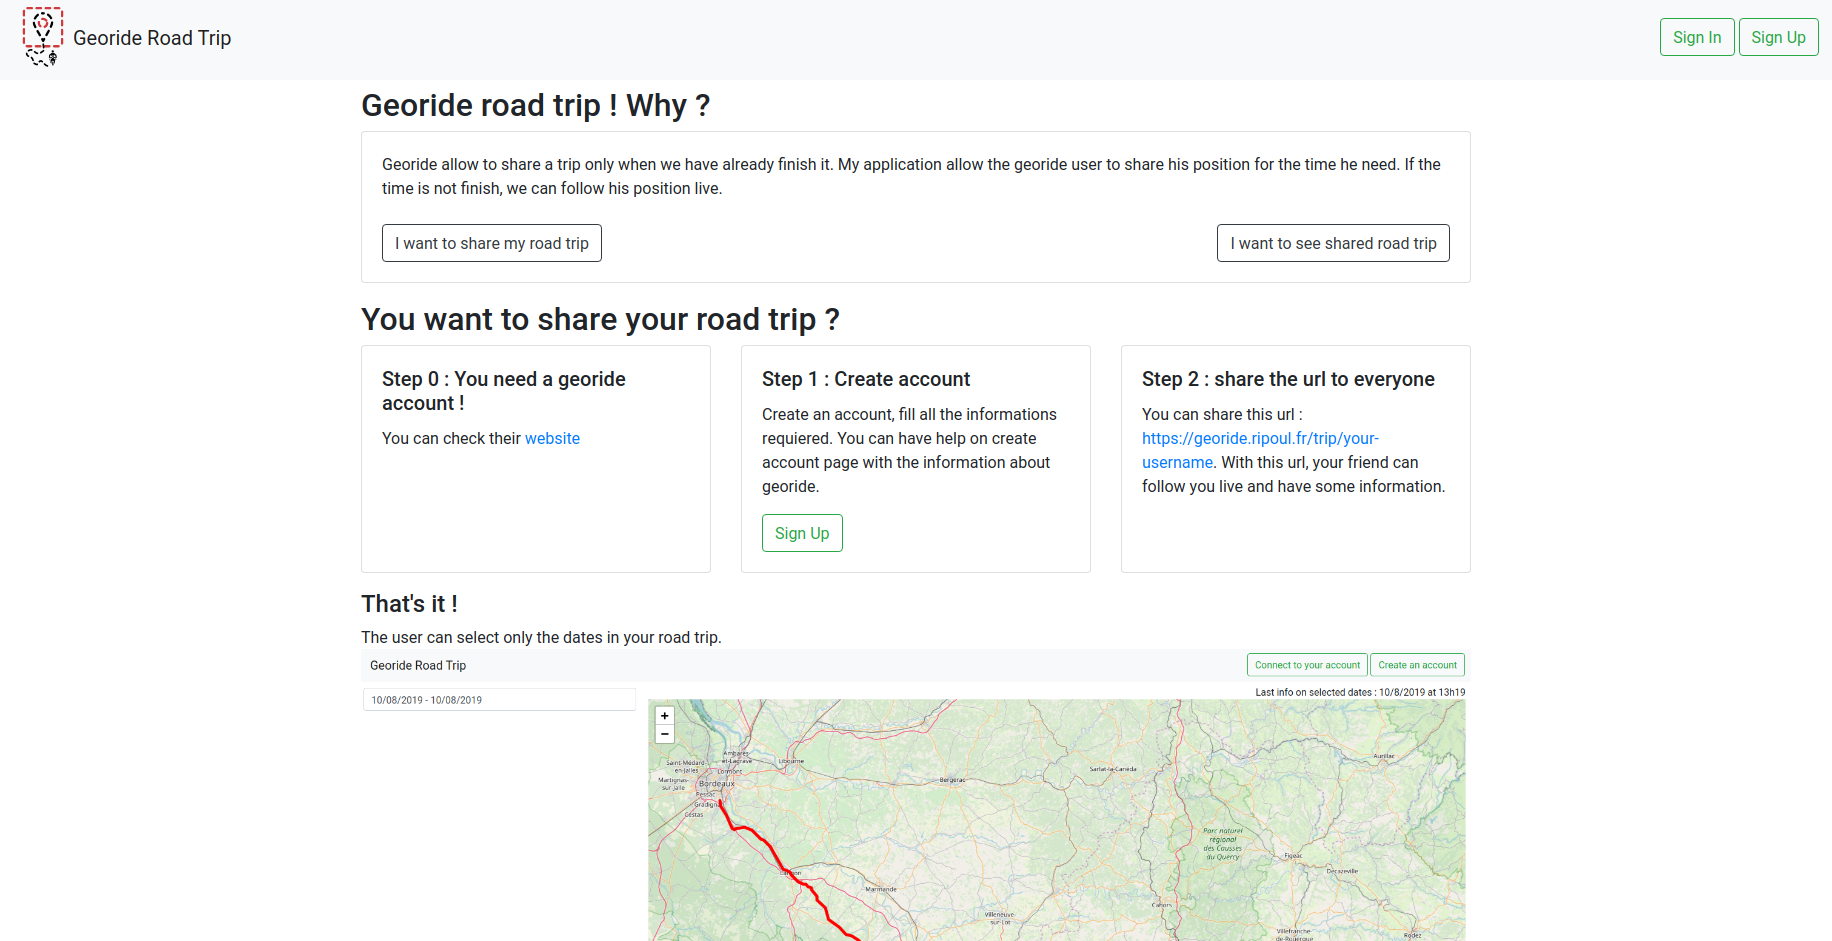 Georide Road Trip
Sign In
Sign Up
Georide road trip ! Why ?
Georide allow to share a trip only when we have already finish it. My application allow the georide user to share his position for the time he need. If the
time is not finish, we can follow his position live.
I want to share my road trip
I want to see shared road trip
You want to share your road trip ?
Step 0 : You need a georide
account !
You can check their website
Step 1 : Create account
Create an account, fill all the informations
requiered. You can have help on create
account page with the information about
georide.
Sign Up
Step 2 : share the url to everyone
You can share this url :
https://georide.ripoul.fr/trip/your-
username. With this url, your friend can
follow you live and have some information.
That's it !
The user can select only the dates in your road trip.
Georide Road Trip
Connect to your account
Create an account
10/08/2019 - 10/08/2019
Last info on selected dates : 10/8/2019 at 13h19
+
−
Ambarès-
et-Lagrave
Saint-Médard-
en-Jalles
Lormont
Libourne
Martignas-
sur-Jalle
Bordeaux
Pessac
Gradignan
Cestas
Bergerac
Sarlat-la-Canéda
Aurillac
Parc naturel
régional
des Causses
du Quercy
Figeac
Decazeville
Langon
Marmande
Villeneuve-
sur-Lot
Cahors
Villefranche-
de-Rouergue
Rodez